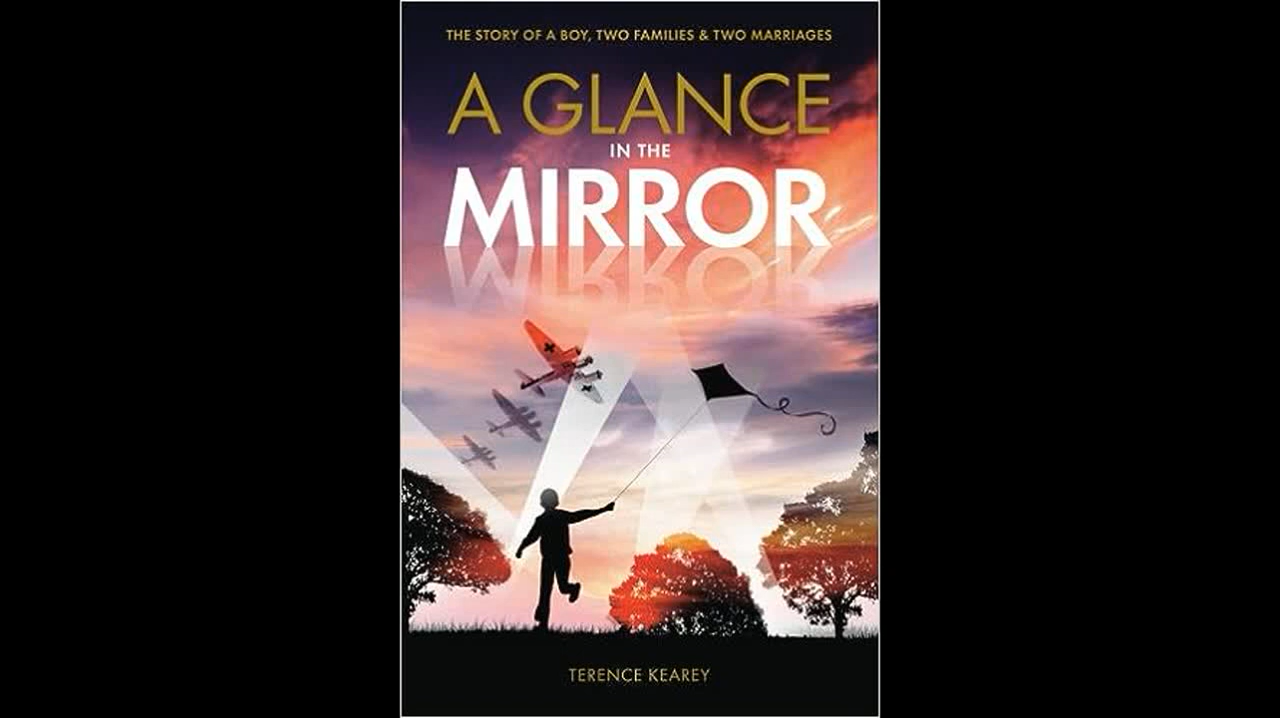 THE STORY OF A BOY, TWO FAMILIES & TWO MARRIAGES
A GLANCE
IN THE
MIRROR
TERENCE KEAREY